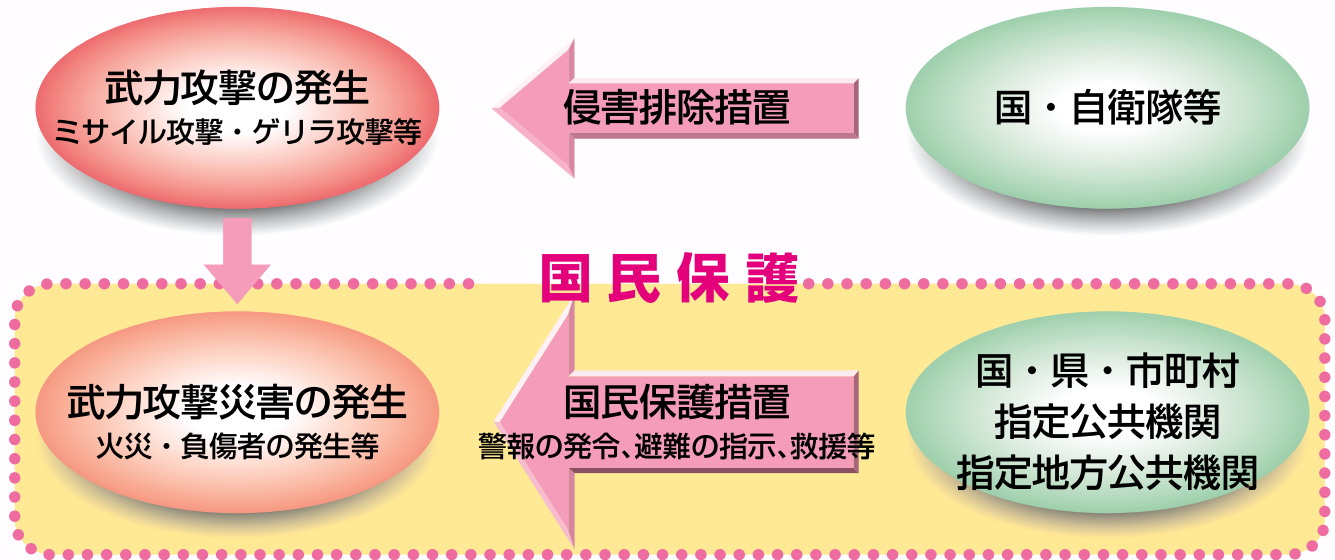 武力攻撃の発生
ミサイル攻撃・ゲリラ攻撃等
侵害排除措置
国・自衛隊等
国民保護
武力攻撃災害の発生
火災・負傷者の発生等
国民保護措置
警報の発令、避難の指示、救援等
国・県・市町村
指定公共機関
指定地方公共機関